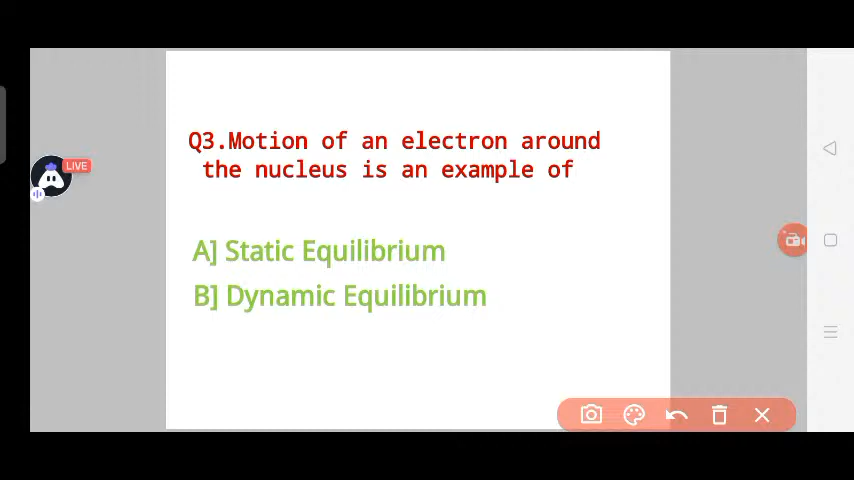 Q3.Motion of an electron around
the nucleus is an example of
LIVE
A] Static Equilibrium
B] Dynamic Equilibrium